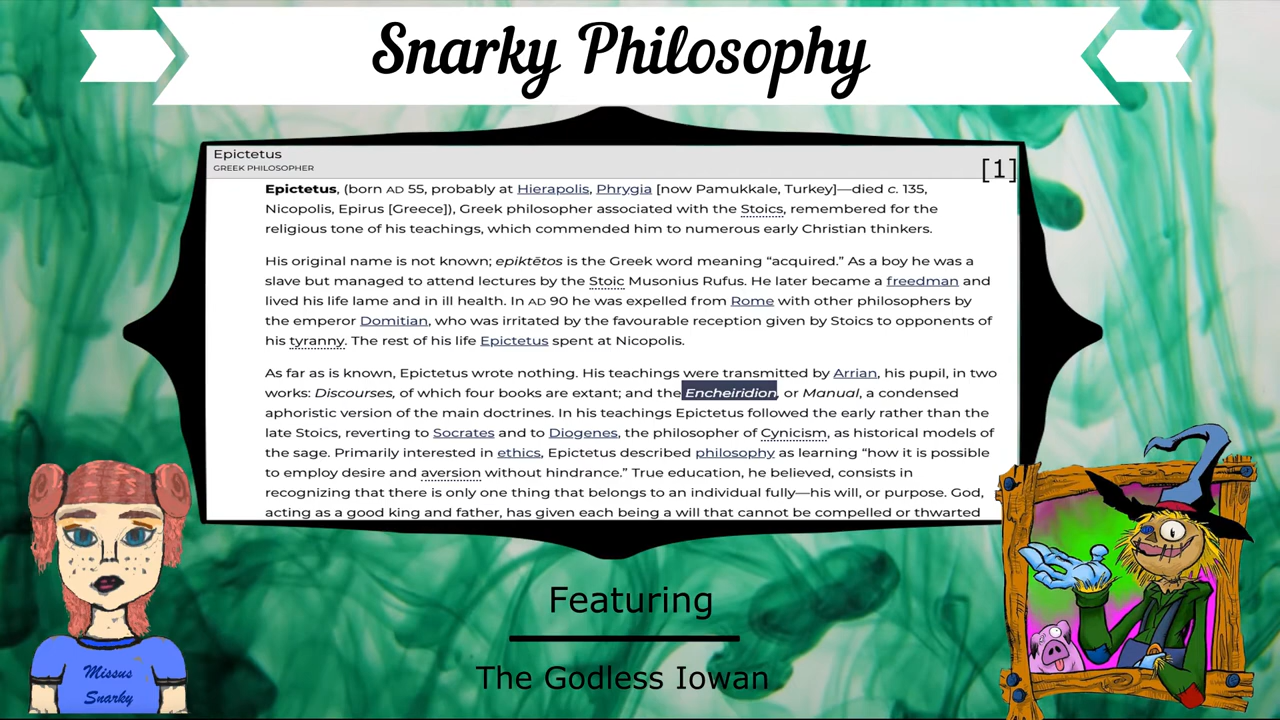 Snarky Philosophy
Epictetus
GREEK PHILOSOPHER
[1]
Epictetus, (born AD 55, probably at Hierapolis, Phrygia [now Pamukkale, Turkey]—died c. 135,
Nicopolis, Epirus [Greece]), Greek philosopher associated with the Stoics, remembered for the
religious tone of his teachings, which commended him to numerous early Christian thinkers.
His original name is not known; epiktētos is the Greek word meaning “acquired.” As a boy he was a
slave but managed to attend lectures by the Stoic Musonius Rufus. He later became a freedman and
lived his life lame and in ill health. In AD 90 he was expelled from Rome with other philosophers by
the emperor Domitian, who was irritated by the favourable reception given by Stoics to opponents of
his tyranny. The rest of his life Epictetus spent at Nicopolis.
As far as is known, Epictetus wrote nothing. His teachings were transmitted by Arrian, his pupil, in two
works: Discourses, of which four books are extant; and the Encheiridion, or Manual, a condensed
aphoristic version of the main doctrines. In his teachings Epictetus followed the early rather than the
late Stoics, reverting to Socrates and to Diogenes, the philosopher of Cynicism, as historical models of
the sage. Primarily interested in ethics, Epictetus described philosophy as learning “how it is possible
to employ desire and aversion without hindrance.” True education, he believed, consists in
recognizing that there is only one thing that belongs to an individual fully—his will, or purpose. God,
acting as a good king and father, has given each being a will that cannot be compelled or thwarted
Featuring
The Godless Iowan
Missus
Snarky